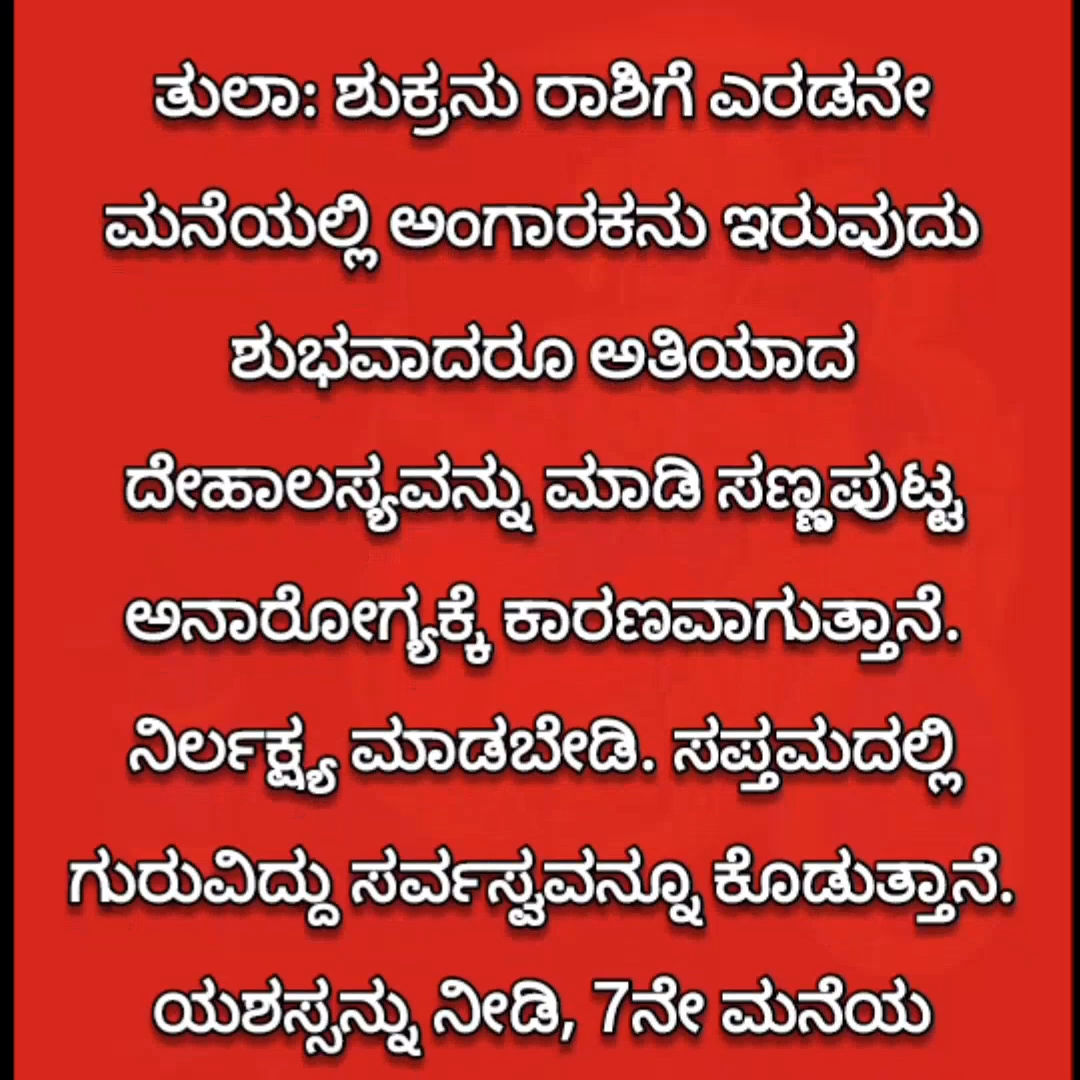 ತುಲಾ: ಶುಕ್ರನು ರಾಶಿಗೆ ಎರಡನೇ
ಮನೆಯಲ್ಲಿ ಅಂಗಾರಕನು ಇರುವುದು
ಶುಭವಾದರೂ ಅತಿಯಾದ
ದೇಹಾಲಸ್ಯವನ್ನು ಮಾಡಿ ಸಣ್ಣಪುಟ್ಟ
ಅನಾರೋಗ್ಯಕ್ಕೆ ಕಾರಣವಾಗುತ್ತಾನೆ.
ನಿರ್ಲಕ್ಷ್ಯ ಮಾಡಬೇಡಿ. ಸಪ್ತಮದಲ್ಲಿ
ಗುರುವಿದ್ದು ಸರ್ವಸ್ವವನ್ನೂ ಕೊಡುತ್ತಾನೆ.
ಯಶಸ್ಸನ್ನು ನೀಡಿ, 7ನೇ ಮನೆಯ